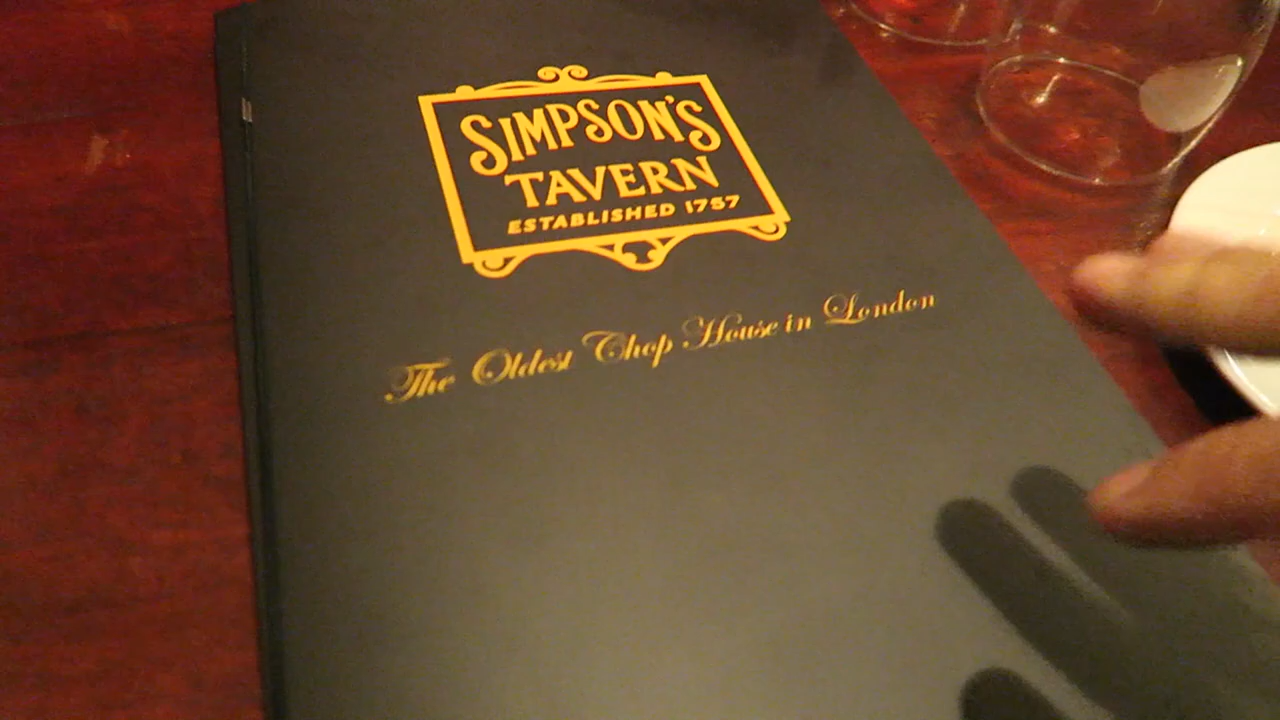 SIMPSON'S
TAVERN
ESTABLISHED 1757
The Oldest Chop House in London